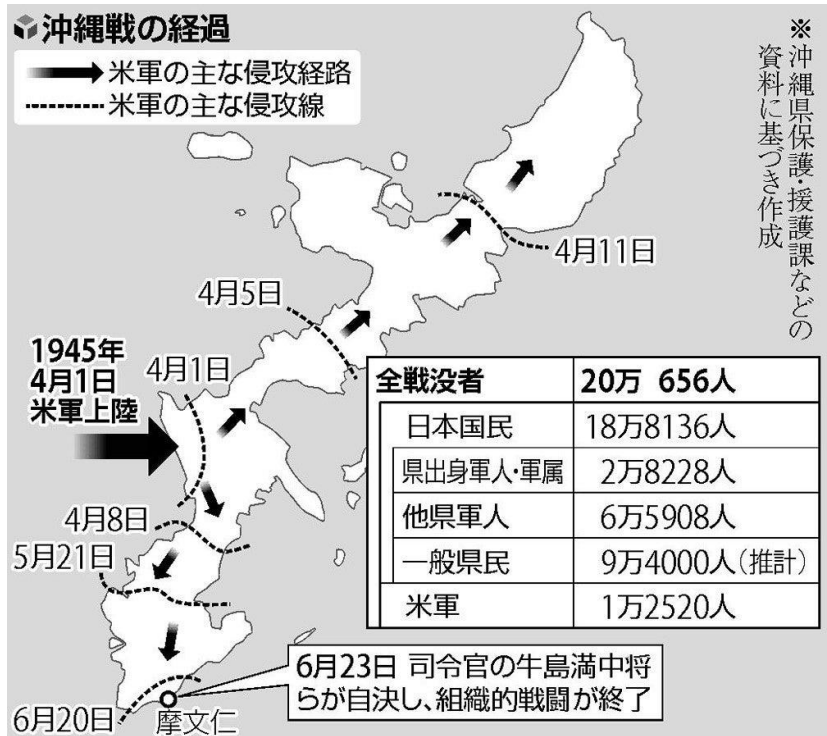 沖縄戦の経過
米軍の主な侵攻経路
米軍の主な侵攻線
※沖縄県保護・援護課などの
資料に基づき作成
4月11日
4月5日
1945年
4月1日
米軍上陸
4月1日
4月8日
5月21日
6月20日
摩文仁
全戦没者 20万 656人
日本国民 18万8136人
県出身軍人・軍属 2万8228人
他県軍人 6万5908人
一般県民 9万4000人(推計)
米軍 1万2520人
6月23日 司令官の牛島満中将
らが自決し、組織的戦闘が終了